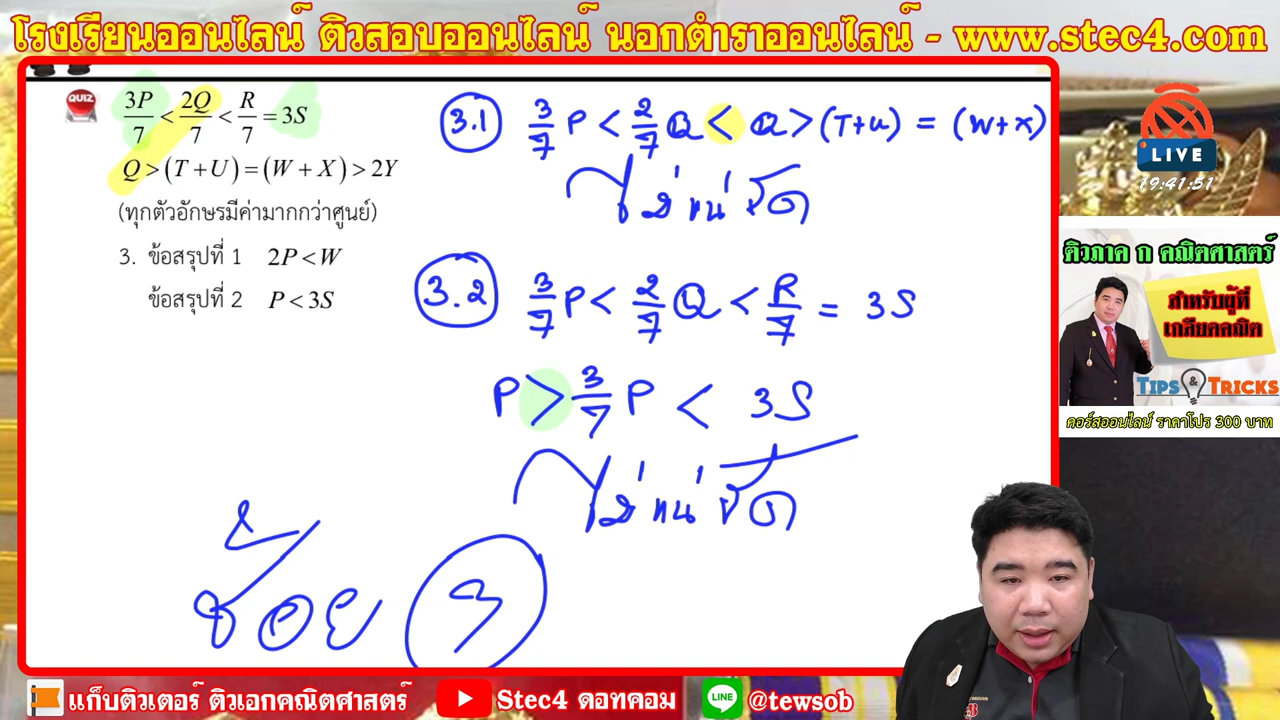 โรงเรียนออนไลน์ ติวสอบออนไลน์ นอกตำราออนไลน์ - www.stec4.com
QUIZ
3P/7 < 2Q/7 < R/7 = 3S
Q > (T + U) = (W + X) > 2Y
(ทุกตัวอักษรมีค่ามากกว่าศูนย์)
3. ข้อสรุปที่ 1 2P < W
ข้อสรุปที่ 2 P < 3S
3.1 3/7 P < 2/7 Q < Q > (T+U) = (W+X)
ไม่แน่ชัด
3.2 3/7 P < 2/7 Q < R/7 = 3S
P > 3/7 P < 3S
ไม่แน่ชัด
ช้อย 3
LIVE
19:41:51
ติวภาค ก คณิตศาสตร์
สำหรับผู้ที่
เกลียดคณิต
TIPS & TRICKS
คอร์สออนไลน์ ราคาโปร 300 บาท
แก็บติวเตอร์ ติวเอกคณิตศาสตร์
Stec4 ดอทคอม
LINE
@tewsob